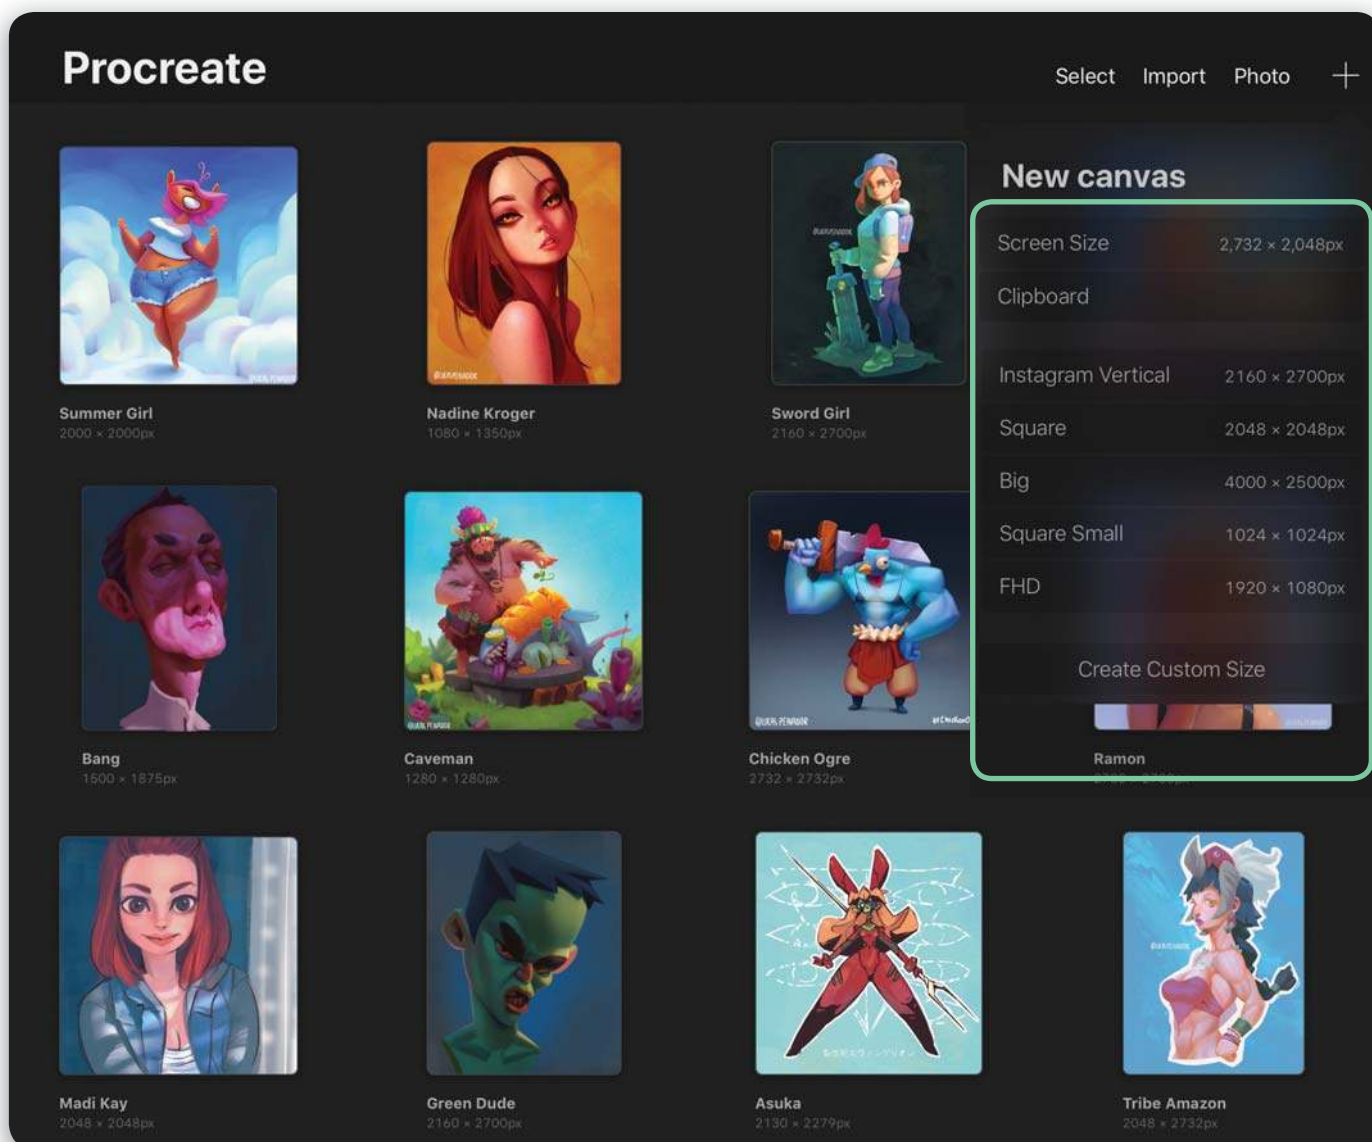 Procreate
Select Import Photo
New canvas
Screen Size 2,732 × 2,048px
Clipboard
Instagram Vertical 2160 × 2700px
Square 2048 × 2048px
Big 4000 × 2500px
Square Small 1024 × 1024px
FHD 1920 × 1080px
Create Custom Size
Summer Girl
2000 × 2000px
Nadine Kroger
1080 × 1350px
Sword Girl
2160 × 2700px
Bang
1500 × 1875px
Caveman
1280 × 1280px
Chicken Ogre
2732 × 2732px
Ramon
Madi Kay
2048 × 2048px
Green Dude
2160 × 2700px
Asuka
2130 × 2279px
Tribe Amazon
2048 × 2732px